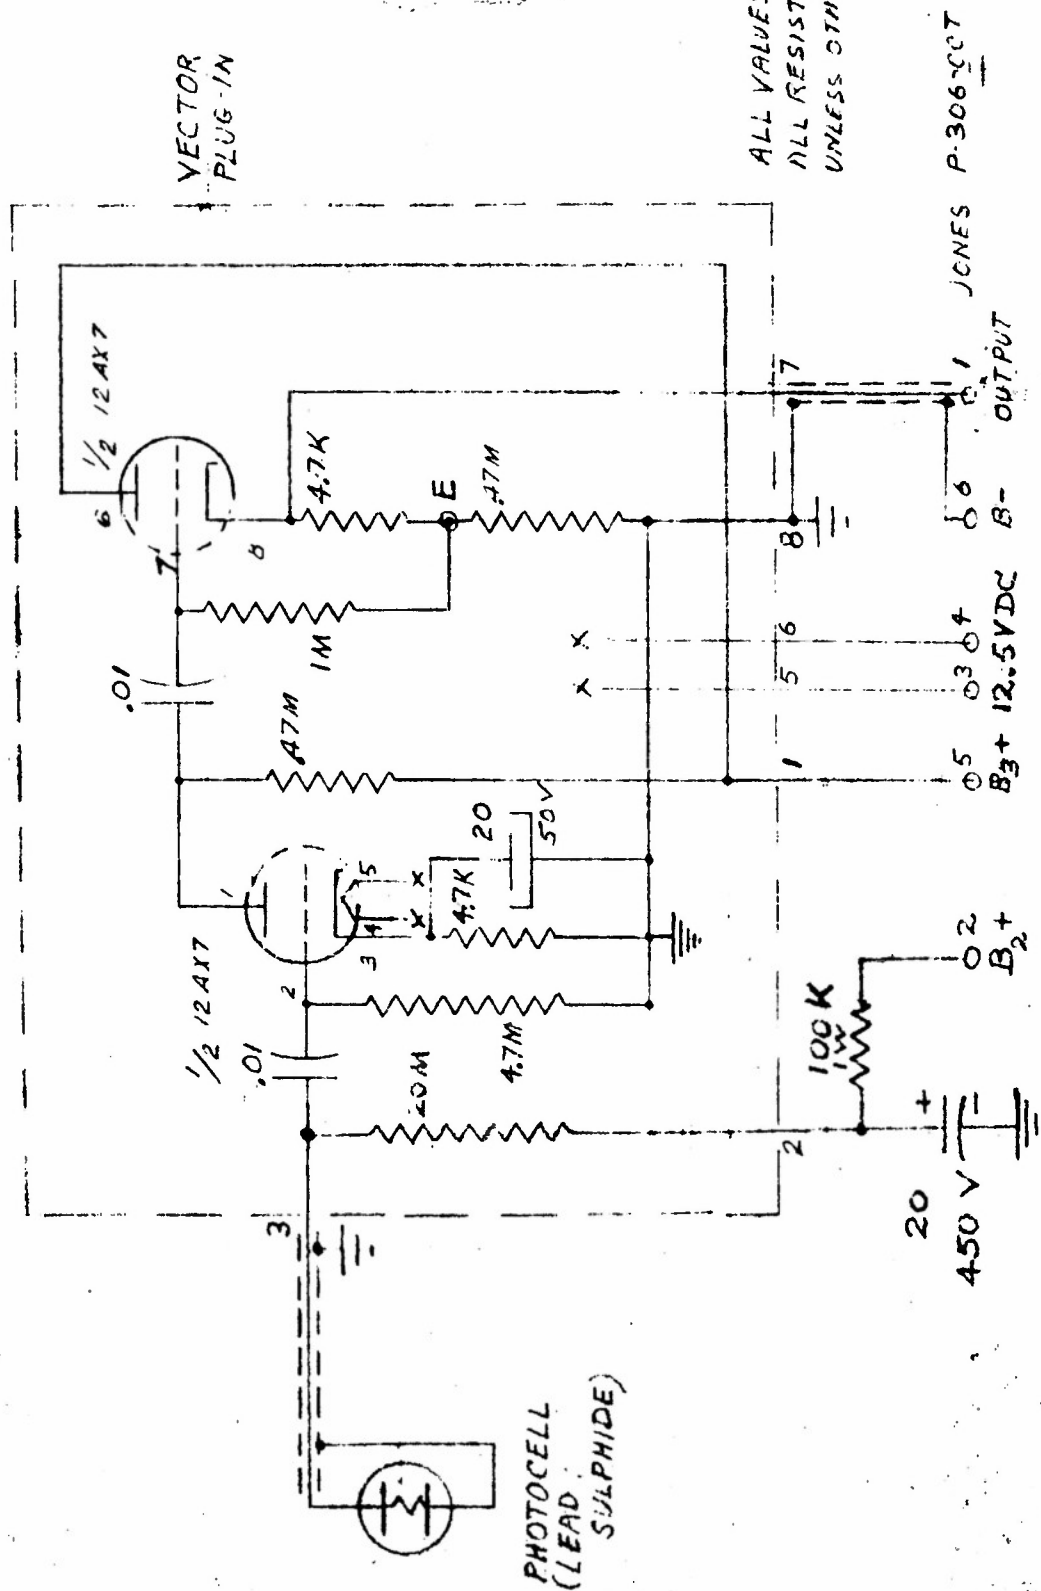 VECTOR
PLUG-IN
1/2 12AX7
6
7
8
.01
1M
4.7K
E
.47M
.47M
1/2 12AX7
1
2
3
4
5
.01
20M
4.7M
4.7K
20
50V
3
PHOTOCELL
(LEAD
SULPHIDE)
2
1
5
6
8
7
100K
1W
+
-
20
450 V
2
B2+
5
B3+
3
4
12.5VDC
6
B-
1
OUTPUT
JONES P-306-CCT
ALL VALUES
ALL RESIST
UNLESS OTH